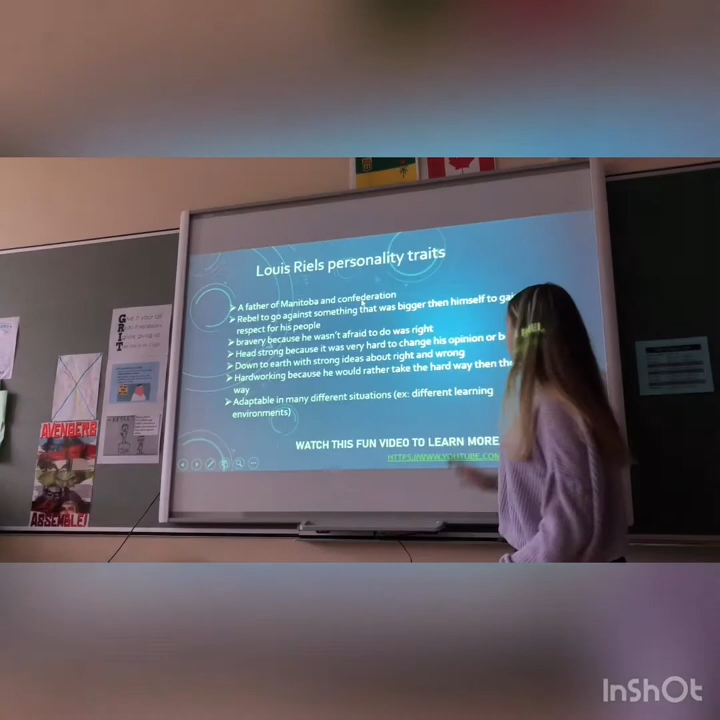 Louis Riels personality traits
A father of Manitoba and confederation
Rebel to go against something that was bigger then himself to
respect for his people
bravery because he wasn't afraid to do was right
Head strong because it was very hard to change his opinion or
Down to earth with strong ideas about right and wrong
Hardworking because he would rather take the hard way then
way
Adaptable in many different situations (ex: different learning
environments)
WATCH THIS FUN VIDEO TO LEARN MORE
HTTPS://WWW.YOUTUBE.COM
GRIT
AVENGERS
ASSEMBLE!
InShOt